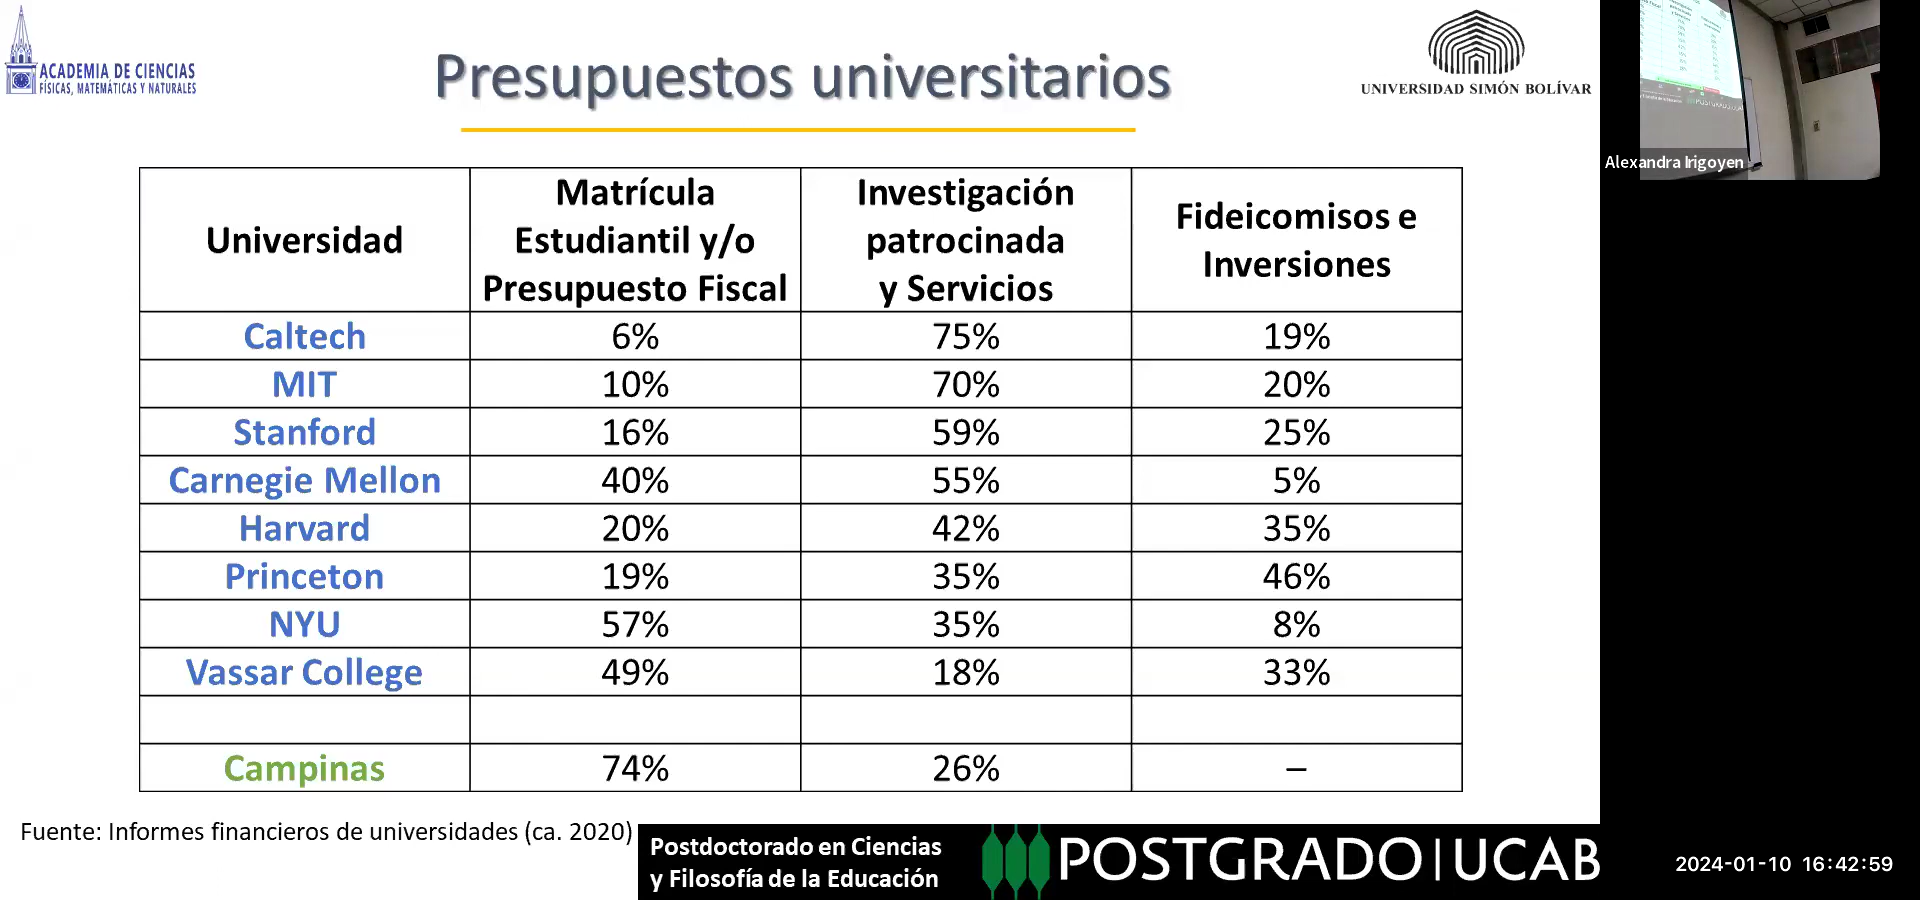 ACADEMIA DE CIENCIAS
FÍSICAS, MATEMÁTICAS Y NATURALES
Presupuestos universitarios
UNIVERSIDAD SIMÓN BOLÍVAR
Alexandra Irigoyen
Universidad
Matrícula
Estudiantil y/o
Presupuesto Fiscal
Investigación
patrocinada
y Servicios
Fideicomisos e
Inversiones
Caltech 6% 75% 19%
MIT 10% 70% 20%
Stanford 16% 59% 25%
Carnegie Mellon 40% 55% 5%
Harvard 20% 42% 35%
Princeton 19% 35% 46%
NYU 57% 35% 8%
Vassar College 49% 18% 33%
Campinas 74% 26% –
Fuente: Informes financieros de universidades (ca. 2020)
Postdoctorado en Ciencias
y Filosofía de la Educación
POSTGRADO|UCAB
2024-01-10 16:42:59